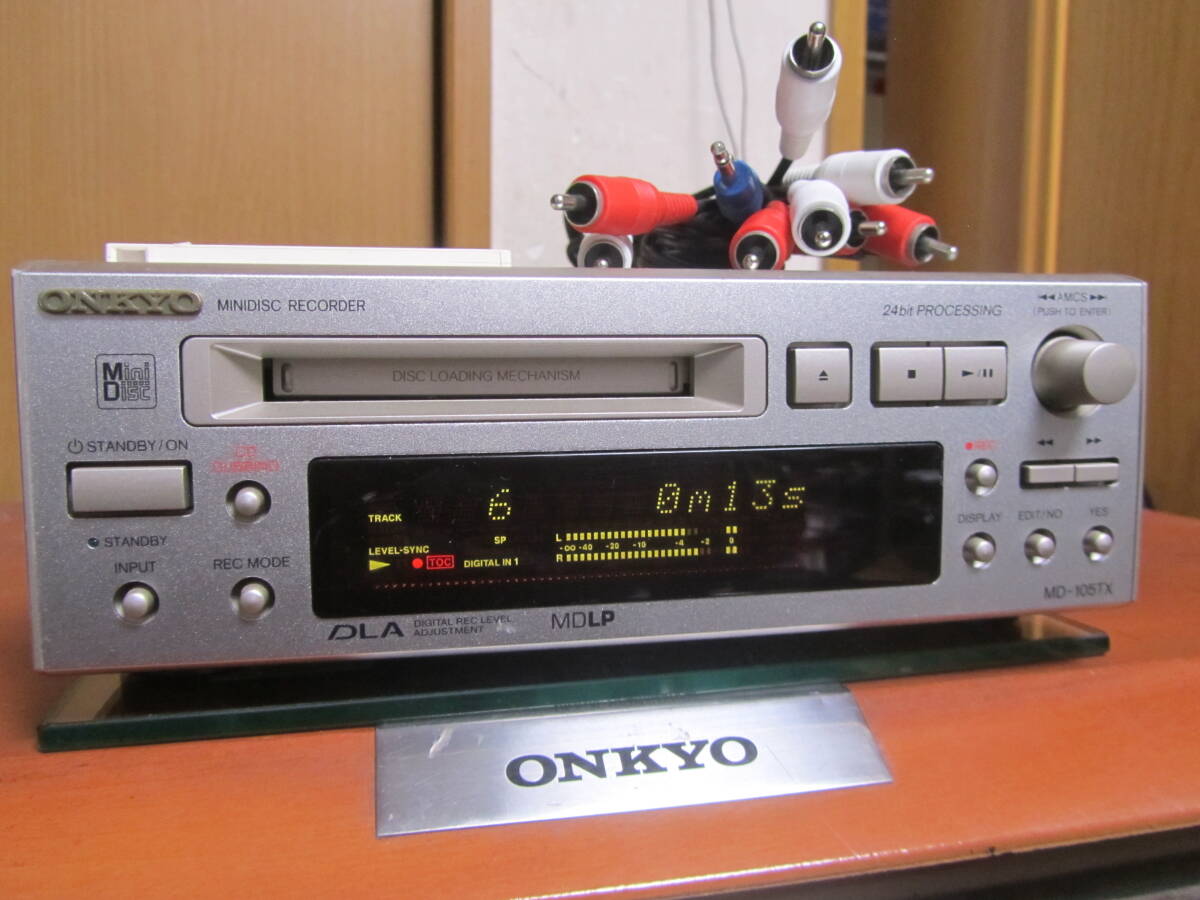 ONKYO MINIDISC RECORDER
24bit PROCESSING
AMCS
(PUSH TO ENTER)
Mini
Disc
DISC LOADING MECHANISM
STANDBY/ON
CD
DUBBING
REC
TRACK 6 0m13s
SP
L
-∞ -40 -20 -10 -4 -2 0
R
LEVEL-SYNC
TOC DIGITAL IN 1
STANDBY
INPUT
REC MODE
DISPLAY
EDIT/NO
YES
MD-105TX
DLA DIGITAL REC LEVEL
ADJUSTMENT
MDLP
ONKYO